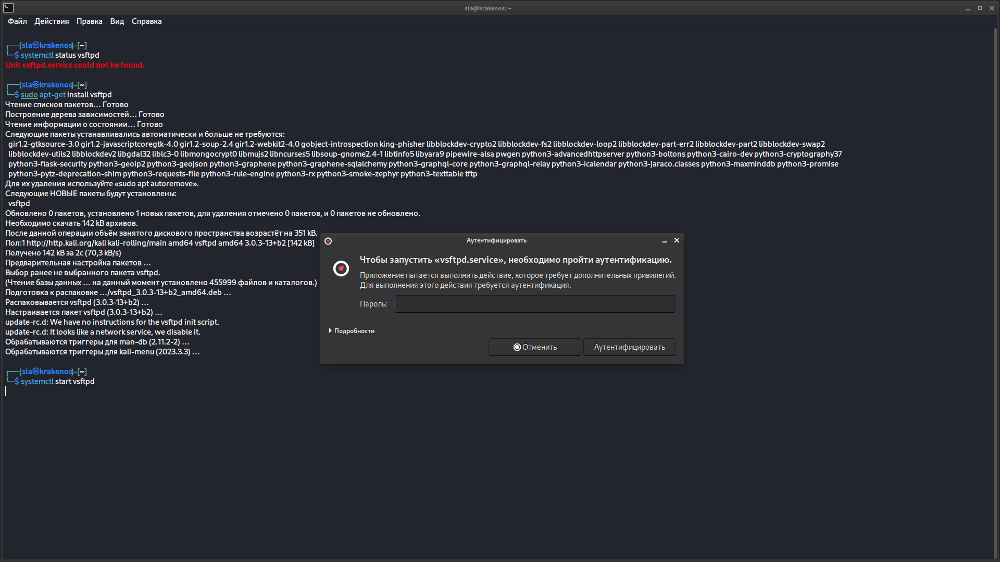 sla@krakenos: ~
Файл Действия Правка Вид Справка
┌──(sla㉿krakenos)-[~]
└─$ systemctl status vsftpd
Unit vsftpd.service could not be found.
┌──(sla㉿krakenos)-[~]
└─$ sudo apt-get install vsftpd
Чтение списков пакетов… Готово
Построение дерева зависимостей… Готово
Чтение информации о состоянии… Готово
Следующие пакеты устанавливались автоматически и больше не требуются:
gir1.2-gtksource-3.0 gir1.2-javascriptcoregtk-4.0 gir1.2-soup-2.4 gir1.2-webkit2-4.0 gobject-introspection king-phisher libblockdev-crypto2 libblockdev-fs2 libblockdev-loop2 libblockdev-part-err2 libblockdev-part2 libblockdev-swap2
libblockdev-utils2 libblockdev2 libgdal32 liblc3-0 libmongocrypt0 libmujs2 libncurses5 libsoup-gnome2.4-1 libtinfo5 libyara9 pipewire-alsa pwgen python3-advancedhttpserver python3-boltons python3-cairo-dev python3-cryptography37
python3-flask-security python3-geoip2 python3-geojson python3-graphene python3-graphene-sqlalchemy python3-graphql-core python3-graphql-relay python3-icalendar python3-jaraco.classes python3-maxminddb python3-promise
python3-pytz-deprecation-shim python3-requests-file python3-rule-engine python3-rx python3-smoke-zephyr python3-texttable tftp
Для их удаления используйте «sudo apt autoremove».
Следующие НОВЫЕ пакеты будут установлены:
vsftpd
Обновлено 0 пакетов, установлено 1 новых пакетов, для удаления отмечено 0 пакетов, и 0 пакетов не обновлено.
Необходимо скачать 142 kB архивов.
После данной операции объём занятого дискового пространства возрастёт на 351 kB.
Пол:1 http://http.kali.org/kali kali-rolling/main amd64 vsftpd amd64 3.0.3-13+b2 [142 kB]
Получено 142 kB за 2с (70,3 kB/s)
Предварительная настройка пакетов …
Выбор ранее не выбранного пакета vsftpd.
(Чтение базы данных … на данный момент установлено 455999 файлов и каталогов.)
Подготовка к распаковке …/vsftpd_3.0.3-13+b2_amd64.deb …
Распаковывается vsftpd (3.0.3-13+b2) …
Настраивается пакет vsftpd (3.0.3-13+b2) …
update-rc.d: We have no instructions for the vsftpd init script.
update-rc.d: It looks like a network service, we disable it.
Обрабатываются триггеры для man-db (2.11.2-2) …
Обрабатываются триггеры для kali-menu (2023.3.3) …
┌──(sla㉿krakenos)-[~]
└─$ systemctl start vsftpd
Аутентифицировать
Чтобы запустить «vsftpd.service», необходимо пройти аутентификацию.
Приложение пытается выполнить действие, которое требует дополнительных привилегий.
Для выполнения этого действия требуется аутентификация.
Пароль:
Подробности
Отменить Аутентифицировать